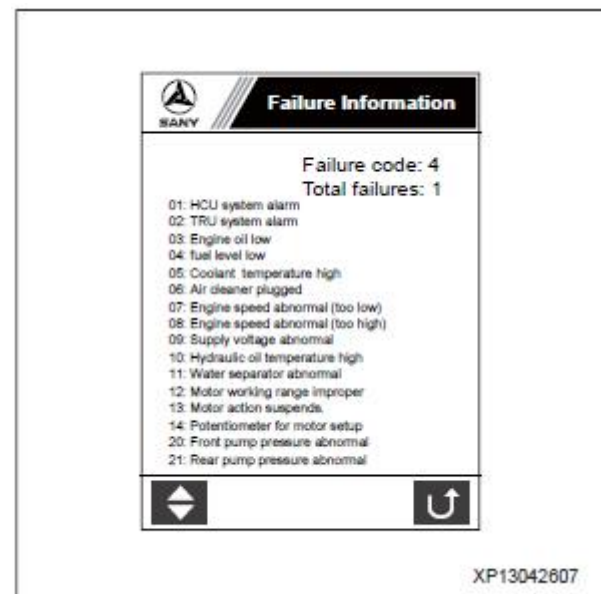 SANY
Failure Information
Failure code: 4
Total failures: 1
01: HCU system alarm
02: TRU system alarm
03: Engine oil low
04: fuel level low
05: Coolant temperature high
06: Air cleaner plugged
07: Engine speed abnormal (too low)
08: Engine speed abnormal (too high)
09: Supply voltage abnormal
10: Hydraulic oil temperature high
11: Water separator abnormal
12: Motor working range improper
13: Motor action suspends.
14: Potentiometer for motor setup
20: Front pump pressure abnormal
21: Rear pump pressure abnormal
XP13042607